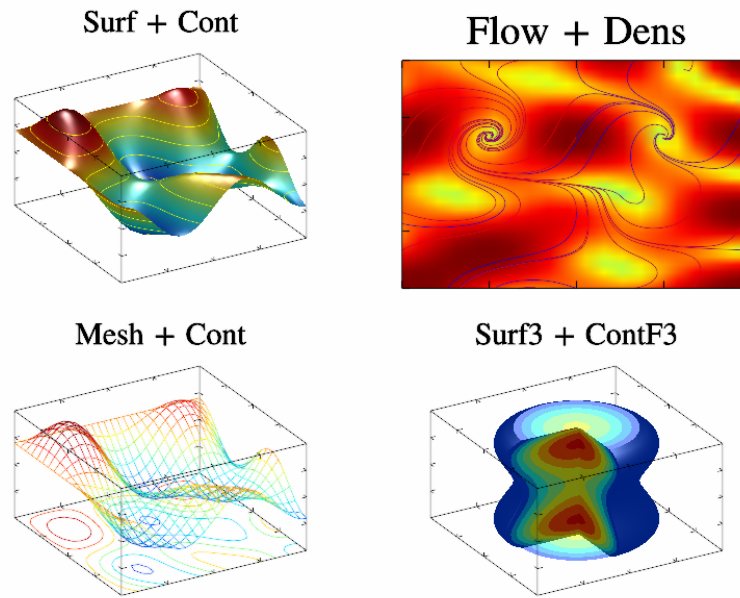 Surf + Cont
Flow + Dens
Mesh + Cont
Surf3 + ContF3